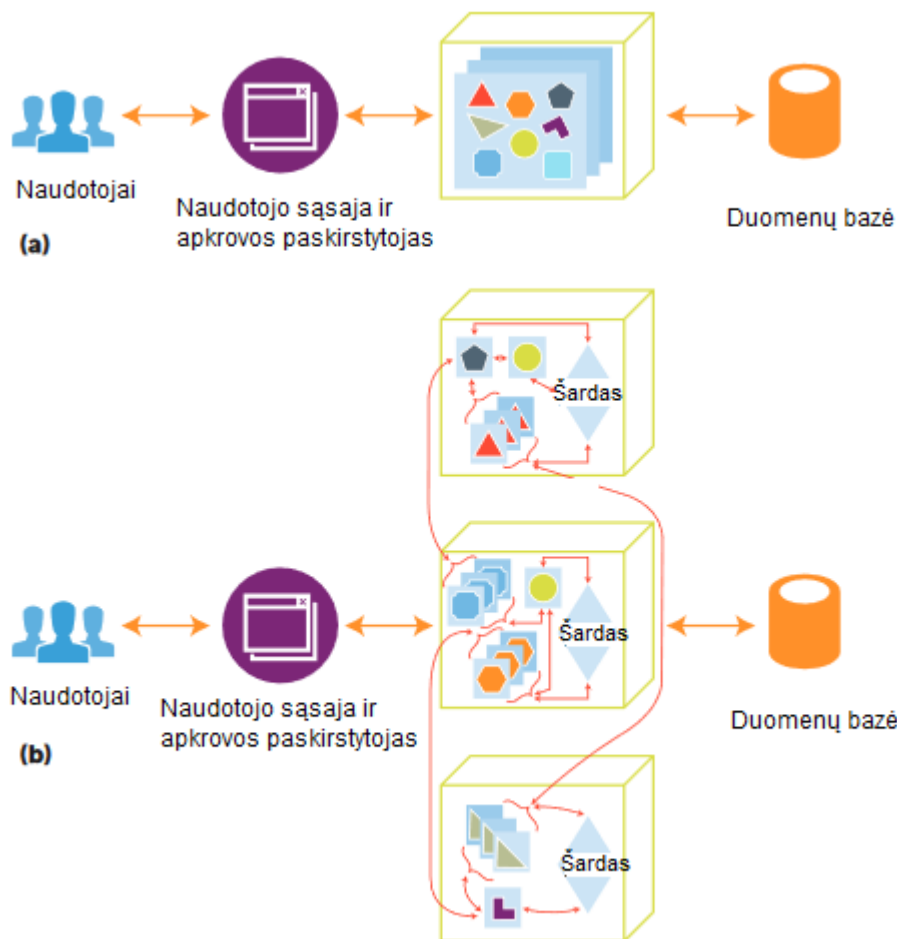 Naudotojai
Naudotojo sąsaja ir
apkrovos paskirstytojas
Duomenų bazė
(a)
Šardas
Šardas
Naudotojai
Naudotojo sąsaja ir
apkrovos paskirstytojas
Duomenų bazė
(b)
Šardas